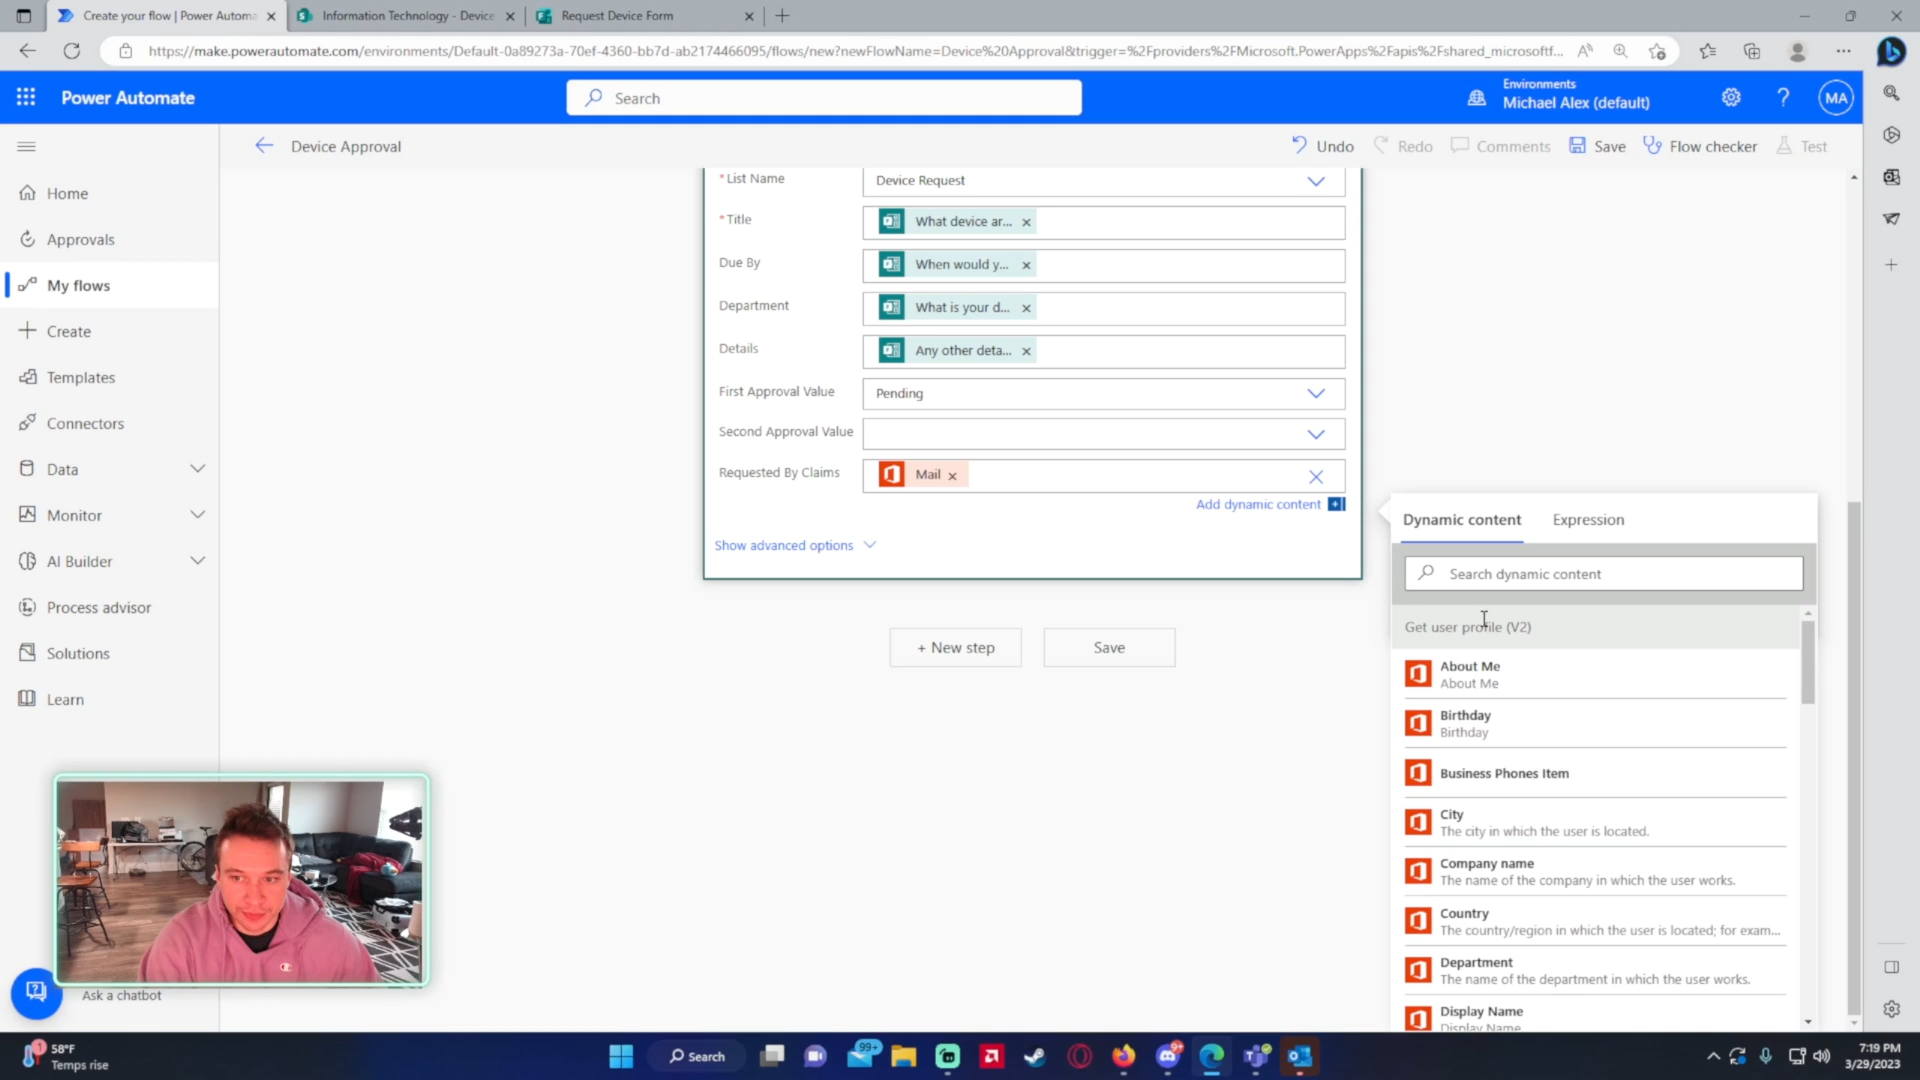 Create your flow | Power Automa
Information Technology - Device
Request Device Form
https://make.powerautomate.com/environments/Default-0a89273a-70ef-4360-bb7d-ab2174466095/flows/new?newFlowName=Device%20Approval&trigger=%2Fproviders%2FMicrosoft.PowerApps%2Fapis%2Fshared_microsoftf...
Power Automate
Search
Environments
Michael Alex (default)
?
MA
Device Approval
Undo
Redo
Comments
Save
Flow checker
Test
Home
Approvals
My flows
Create
Templates
Connectors
Data
Monitor
AI Builder
Process advisor
Solutions
Learn
Ask a chatbot
* List Name
Device Request
* Title
What device ar...
Due By
When would y...
Department
What is your d...
Details
Any other deta...
First Approval Value
Pending
Second Approval Value
Requested By Claims
Mail
Add dynamic content
Show advanced options
+ New step
Save
Dynamic content
Expression
Search dynamic content
Get user profile (V2)
About Me
About Me
Birthday
Birthday
Business Phones Item
City
The city in which the user is located.
Company name
The name of the company in which the user works.
Country
The country/region in which the user is located; for exam...
Department
The name of the department in which the user works.
Display Name
Display Name
1
58°F
Temps rise
Search
99+
9+
7:19 PM
3/29/2023